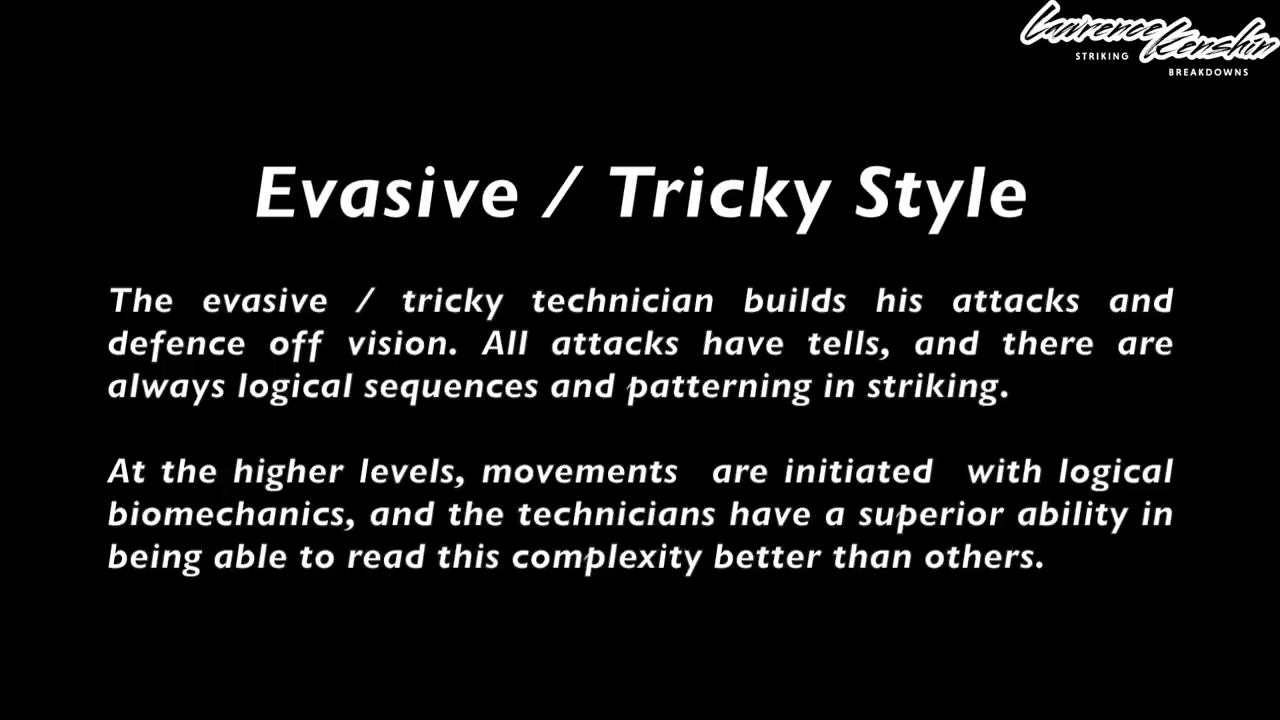 Lawrence Kenshin
STRIKING
BREAKDOWNS
Evasive / Tricky Style
The evasive / tricky technician builds his attacks and
defence off vision. All attacks have tells, and there are
always logical sequences and patterning in striking.
At the higher levels, movements are initiated with logical
biomechanics, and the technicians have a superior ability in
being able to read this complexity better than others.